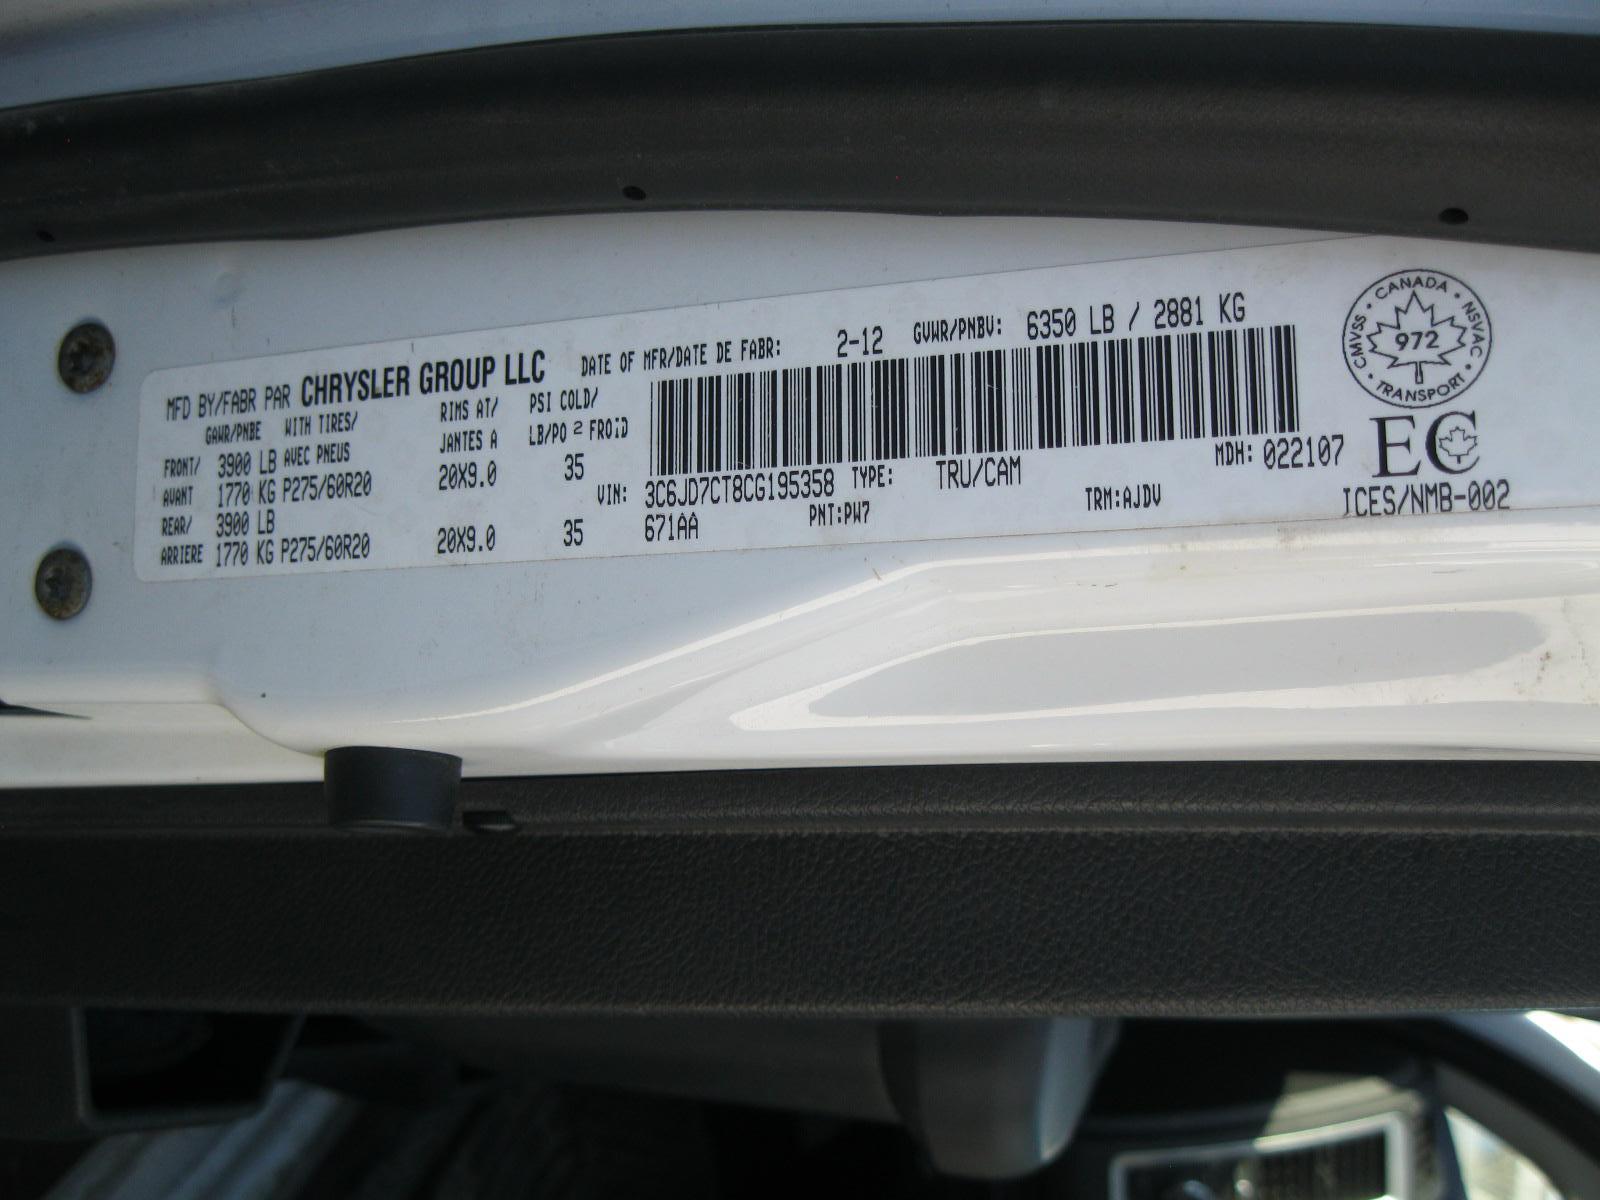 MFD BY/FABR PAR CHRYSLER GROUP LLC DATE OF MFR/DATE DE FABR: 2-12 GVWR/PNBV: 6350 LB / 2881 KG
GAWR/PNBE WITH TIRES/ RIMS AT/ PSI COLD/
AVEC PNEUS JANTES A LB/PO² FROID
FRONT/ 3900 LB
AVANT 1770 KG P275/60R20 20X9.0 35
REAR/ 3900 LB
ARRIERE 1770 KG P275/60R20 20X9.0 35
VIN: 3C6JD7CT8CG195358 TYPE: TRU/CAM MDH: 022107
671AA PNT:PW7 TRM:AJDV
CANADA • NSVAC • TRANSPORT • CMVSS •
972
EC
ICES/NMB-002